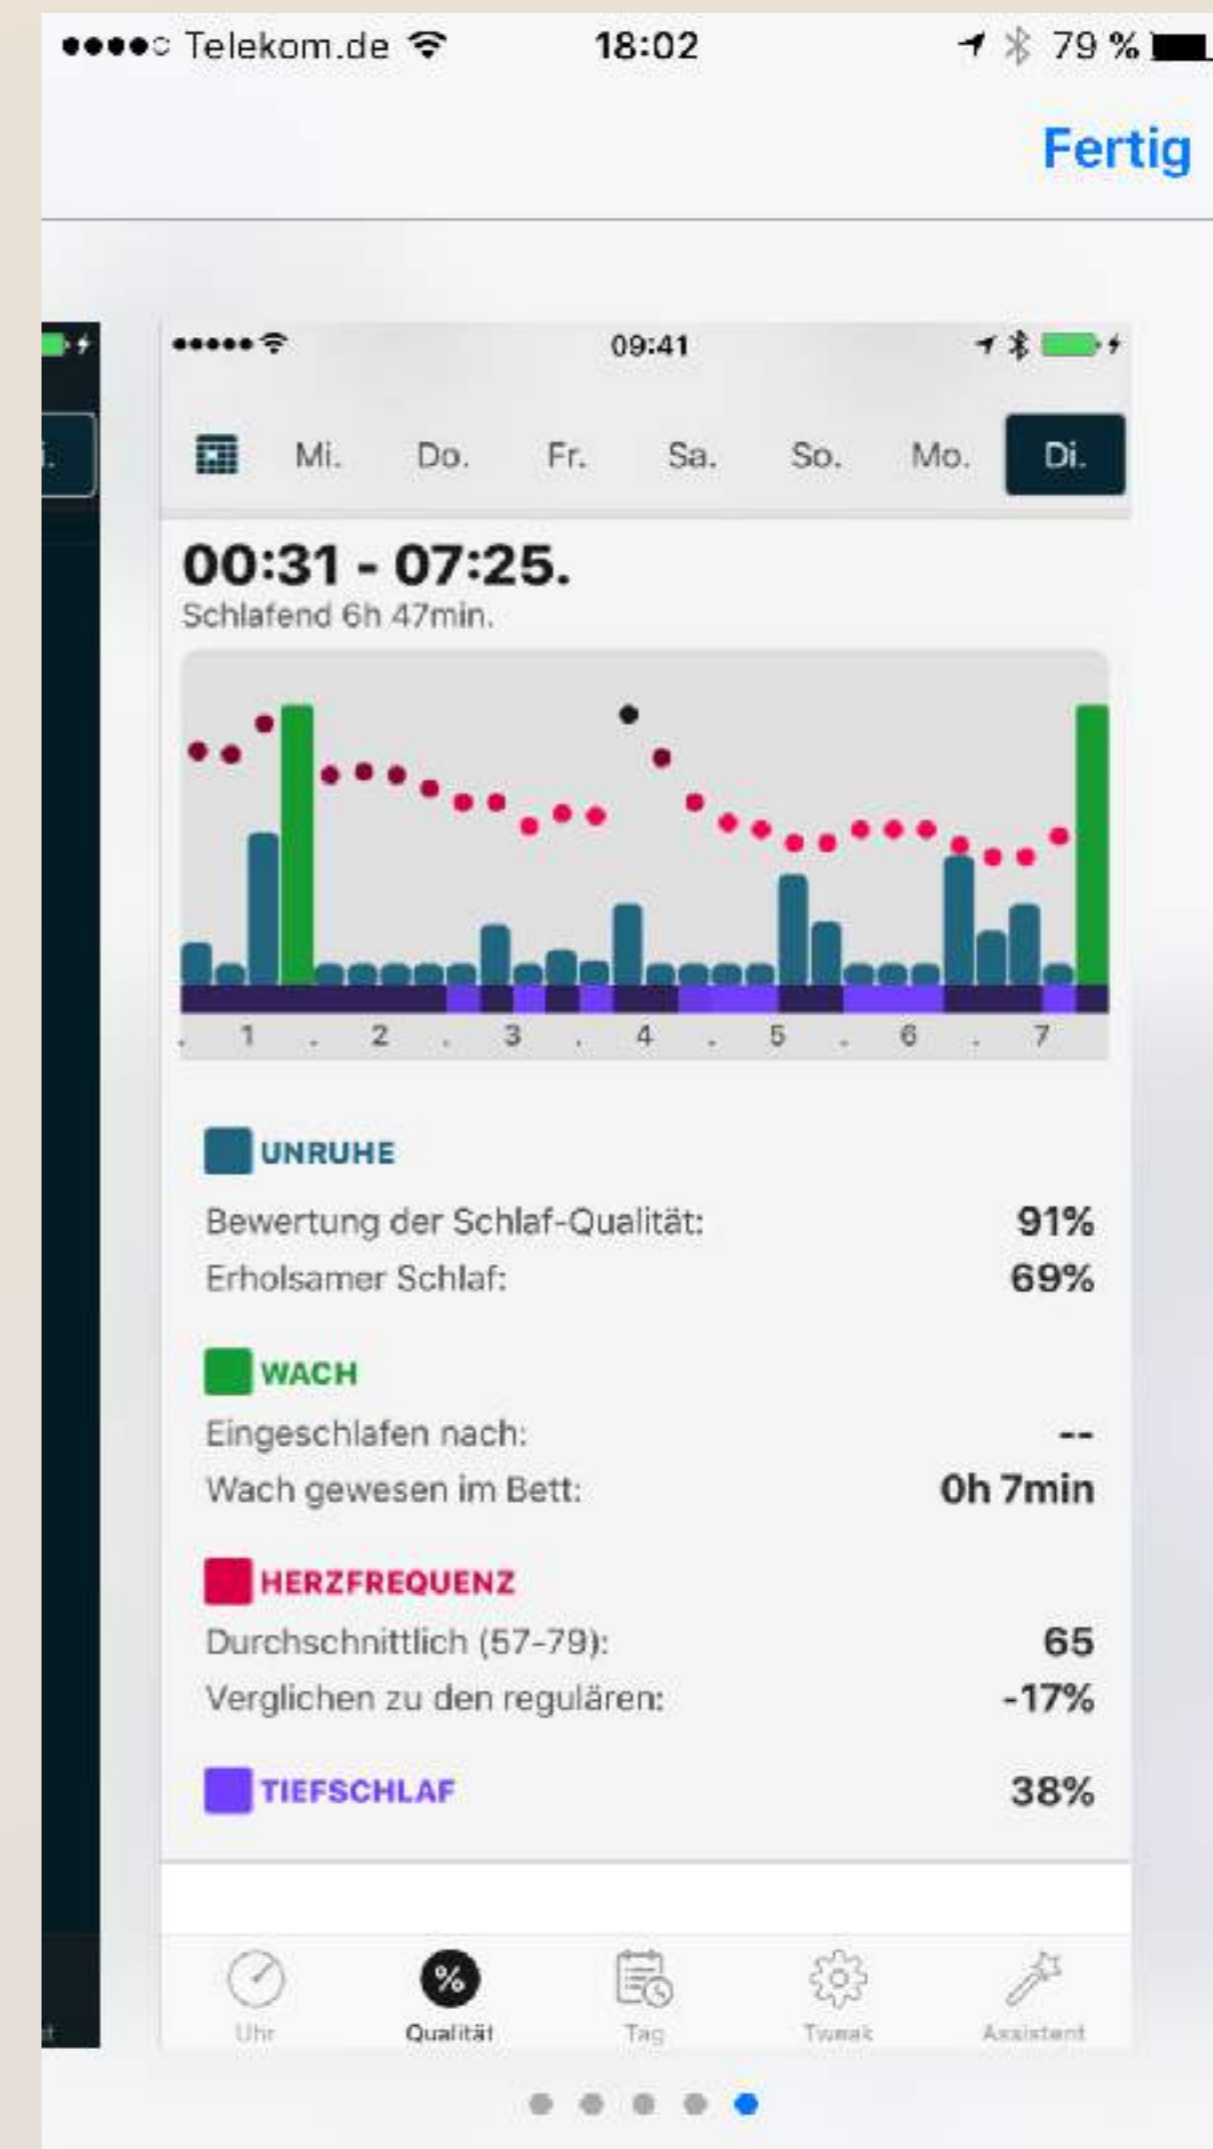 Telekom.de 18:02 79 %
Fertig
09:41
Mi. Do. Fr. Sa. So. Mo. Di.
00:31 - 07:25.
Schlafend 6h 47min.
. 1 . 2 . 3 . 4 . 5 . 6 . 7
UNRUHE
Bewertung der Schlaf-Qualität: 91%
Erholsamer Schlaf: 69%
WACH
Eingeschlafen nach: --
Wach gewesen im Bett: 0h 7min
HERZFREQUENZ
Durchschnittlich (57-79): 65
Verglichen zu den regulären: -17%
TIEFSCHLAF 38%
%
Uhr Qualität Tag Tweak Assistent